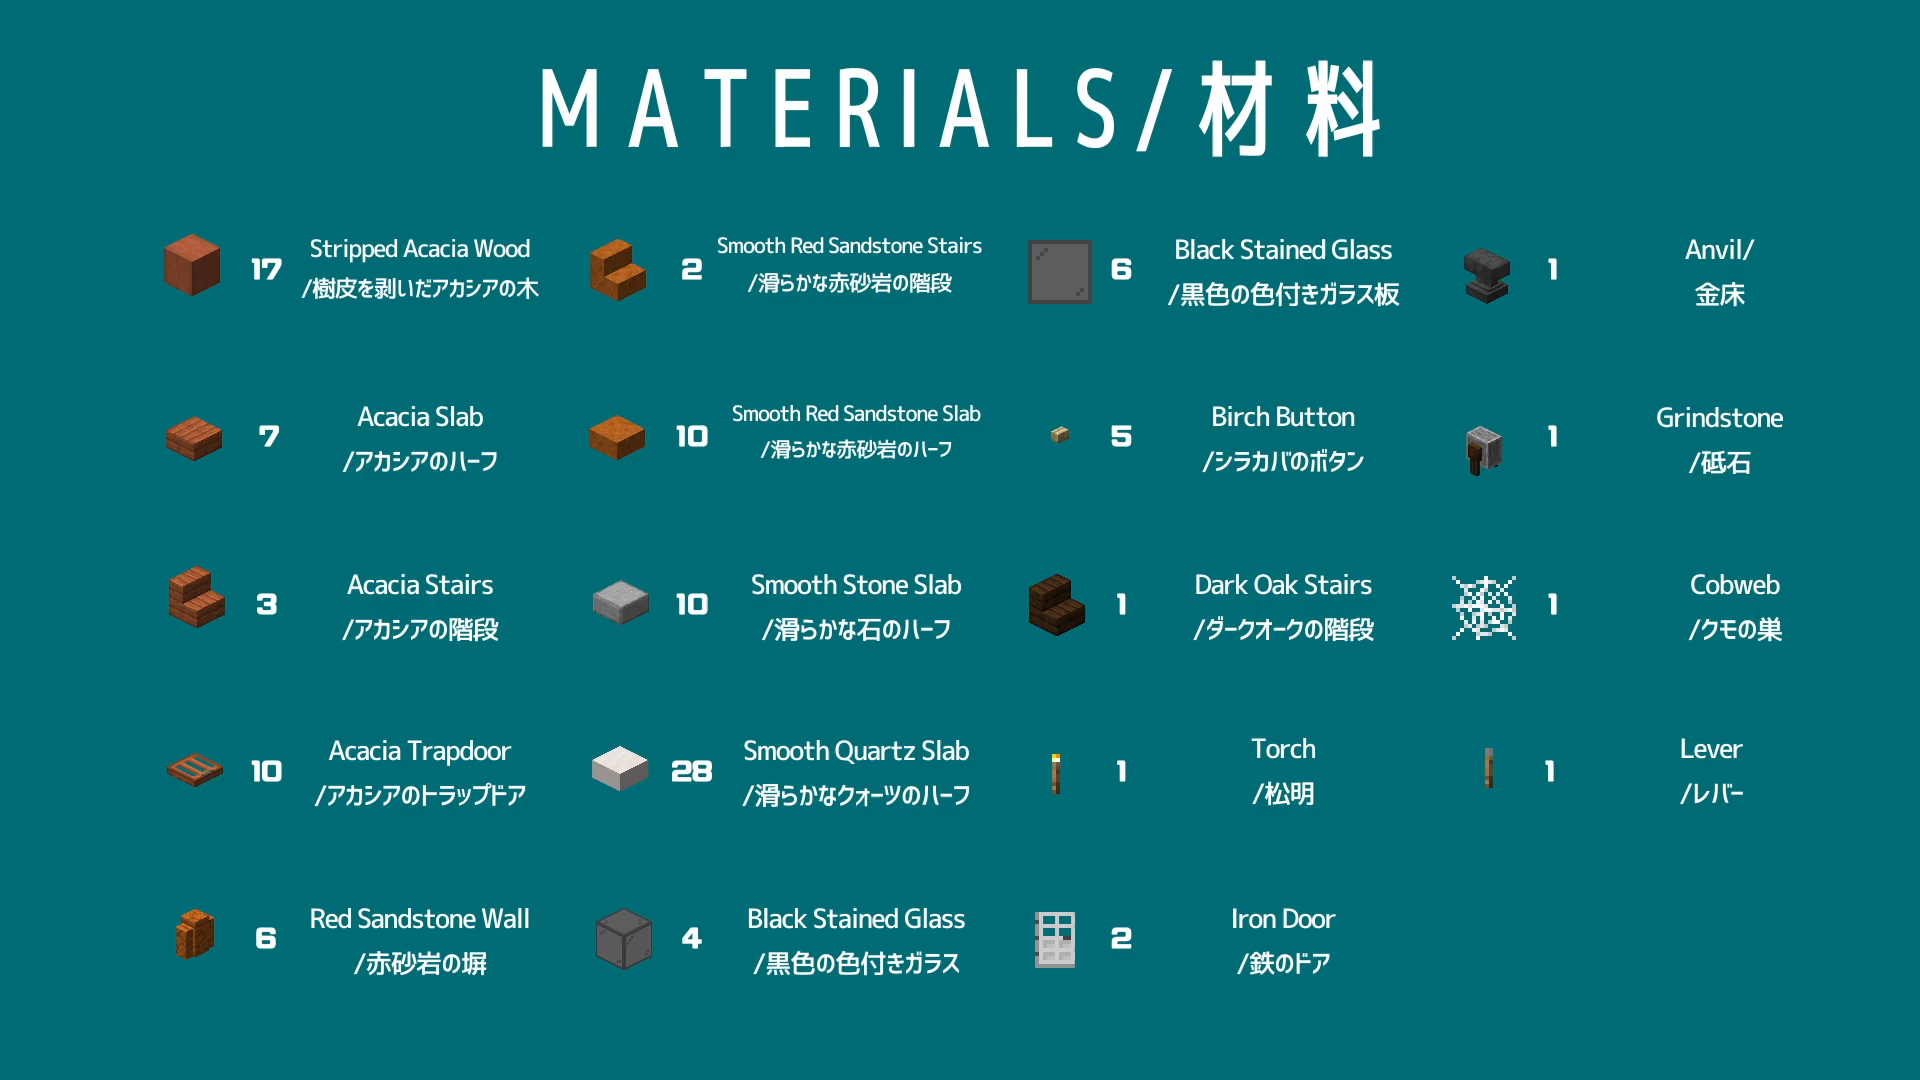 MATERIALS/材料
17
Stripped Acacia Wood
/樹皮を剥いだアカシアの木
2
Smooth Red Sandstone Stairs
/滑らかな赤砂岩の階段
6
Black Stained Glass
/黒色の色付きガラス板
1
Anvil/
金床
7
Acacia Slab
/アカシアのハーフ
10
Smooth Red Sandstone Slab
/滑らかな赤砂岩のハーフ
5
Birch Button
/シラカバのボタン
1
Grindstone
/砥石
3
Acacia Stairs
/アカシアの階段
10
Smooth Stone Slab
/滑らかな石のハーフ
1
Dark Oak Stairs
/ダークオークの階段
1
Cobweb
/クモの巣
10
Acacia Trapdoor
/アカシアのトラップドア
28
Smooth Quartz Slab
/滑らかなクォーツのハーフ
1
Torch
/松明
1
Lever
/レバー
6
Red Sandstone Wall
/赤砂岩の塀
4
Black Stained Glass
/黒色の色付きガラス
2
Iron Door
/鉄のドア